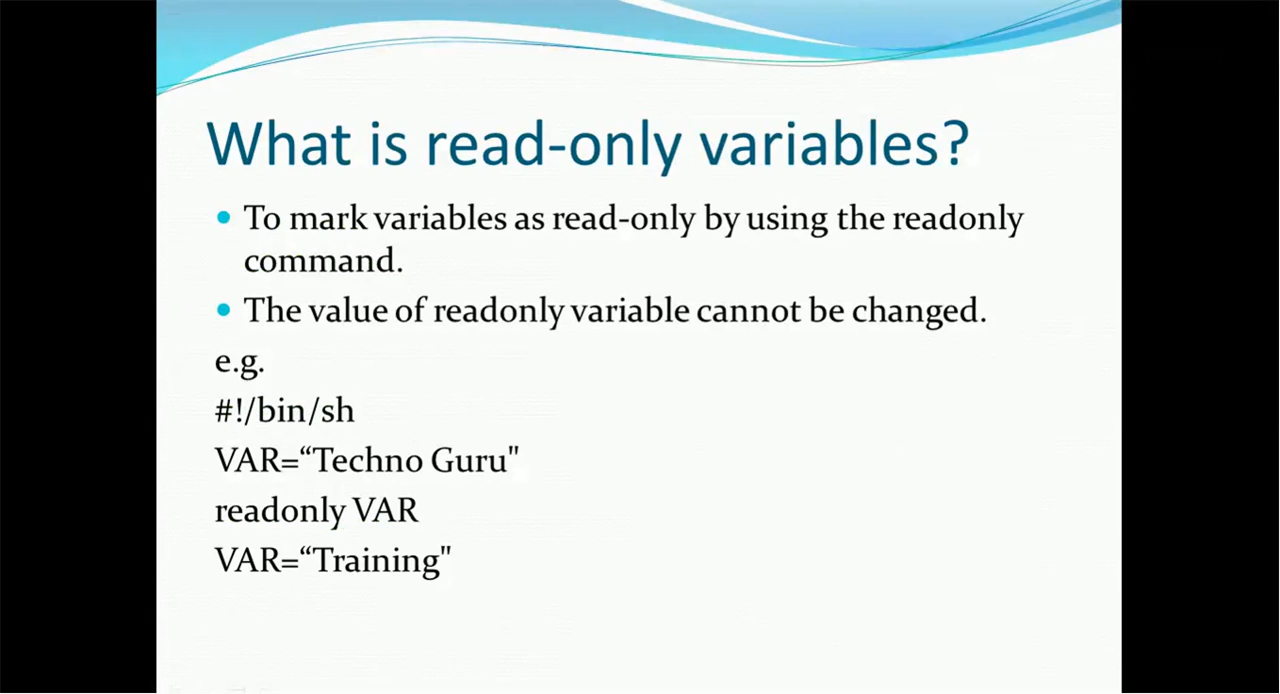 What is read-only variables?
• To mark variables as read-only by using the readonly
command.
• The value of readonly variable cannot be changed.
e.g.
#!/bin/sh
VAR=“Techno Guru"
readonly VAR
VAR=“Training"